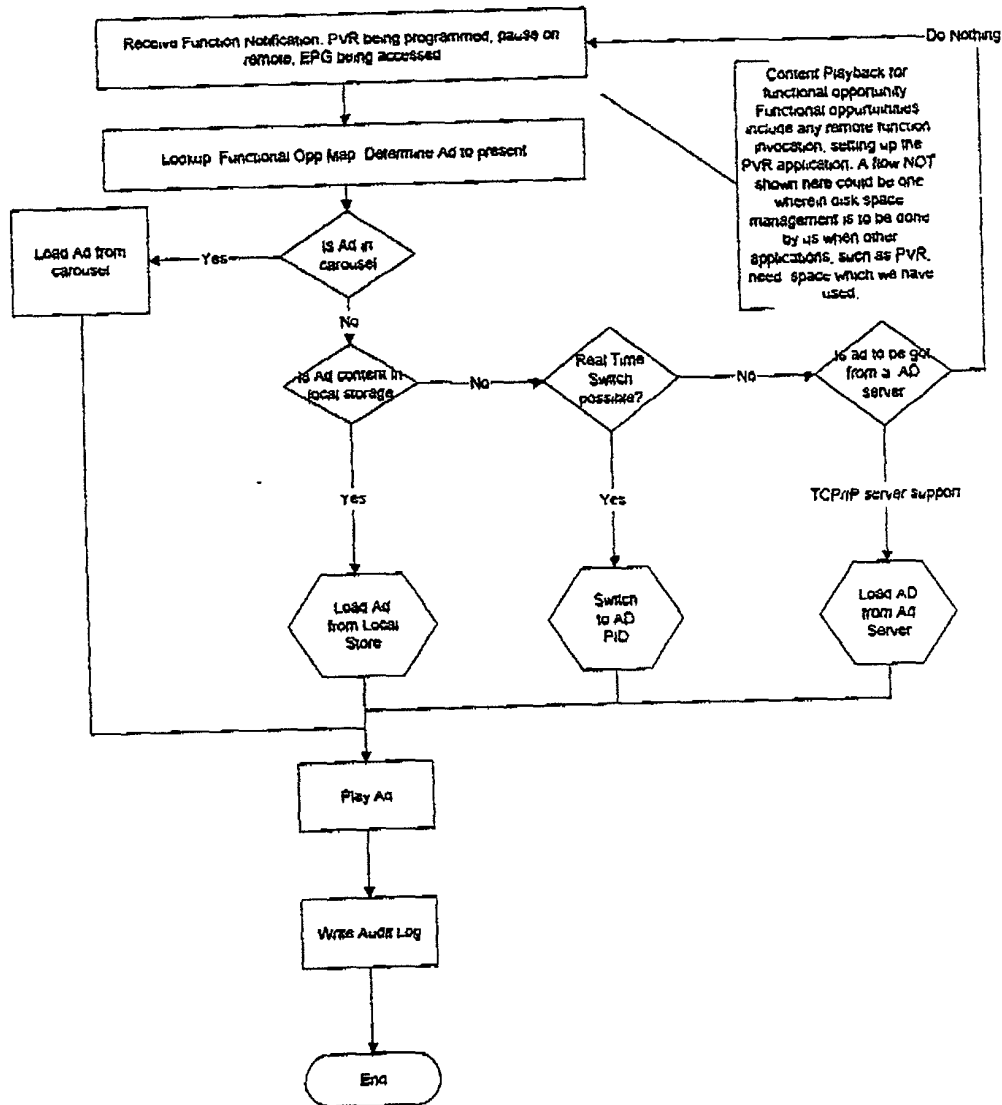 Receive Function Notification. PVR being programmed, pause on
remote, EPG being accessed
Do Nothing
Content Playback for
functional opportunity
Functional opportunities
include any remote function
invocation, setting up the
PVR application. A flow NOT
shown here could be one
wherein disk space
management is to be done
by us when other
applications, such as PVR,
need space which we have
used.
Lookup Functional Opp Map Determine Ad to present
Load Ad from
carousel
Yes
Is Ad in
carousel
No
Is Ad content in
local storage
No
Real Time
Switch
possible?
No
Is ad to be got
from a AD
server
Yes
Yes
TCP/IP server support
Load Ad
from Local
Store
Switch
to AD
PID
Load AD
from Ad
Server
Play Ad
Write Audit Log
End